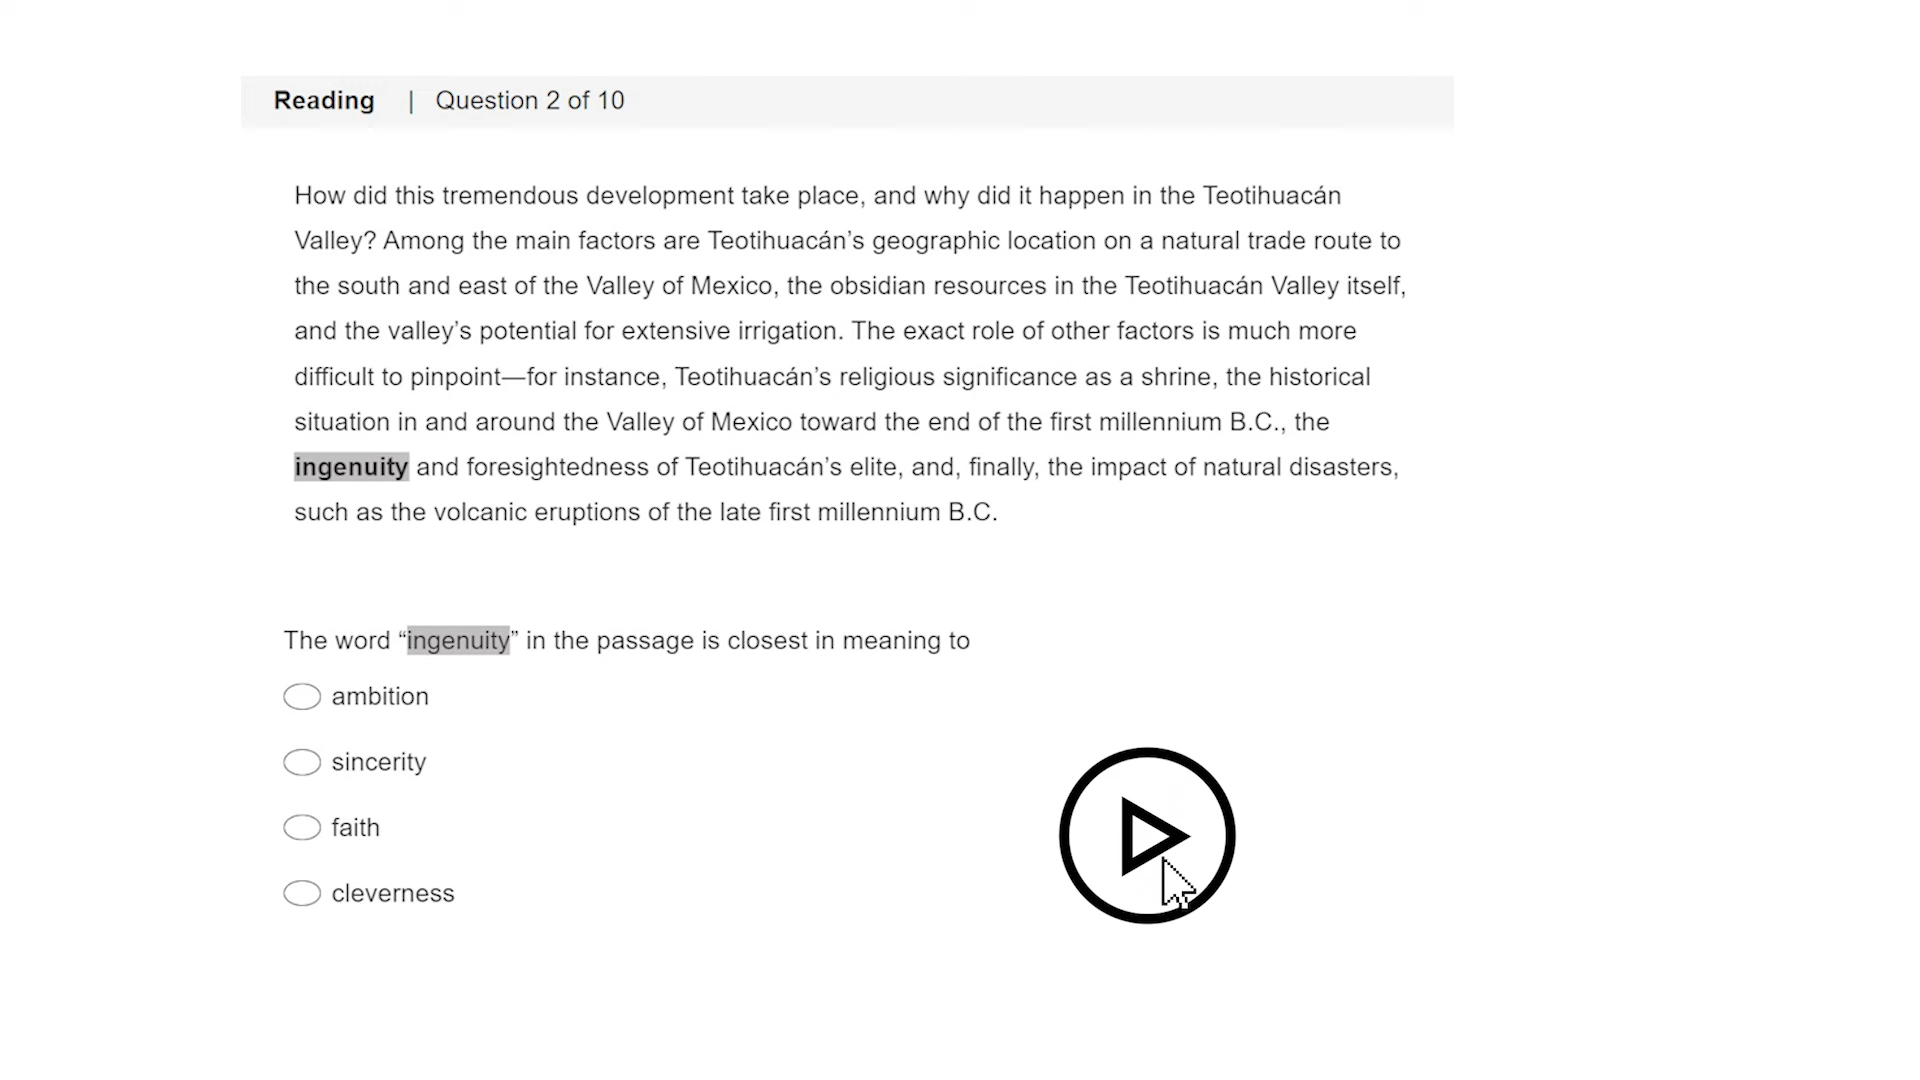 Reading | Question 2 of 10
How did this tremendous development take place, and why did it happen in the Teotihuacán
Valley? Among the main factors are Teotihuacán’s geographic location on a natural trade route to
the south and east of the Valley of Mexico, the obsidian resources in the Teotihuacán Valley itself,
and the valley’s potential for extensive irrigation. The exact role of other factors is much more
difficult to pinpoint—for instance, Teotihuacán’s religious significance as a shrine, the historical
situation in and around the Valley of Mexico toward the end of the first millennium B.C., the
ingenuity and foresightedness of Teotihuacán’s elite, and, finally, the impact of natural disasters,
such as the volcanic eruptions of the late first millennium B.C.
The word “ingenuity” in the passage is closest in meaning to
ambition
sincerity
faith
cleverness